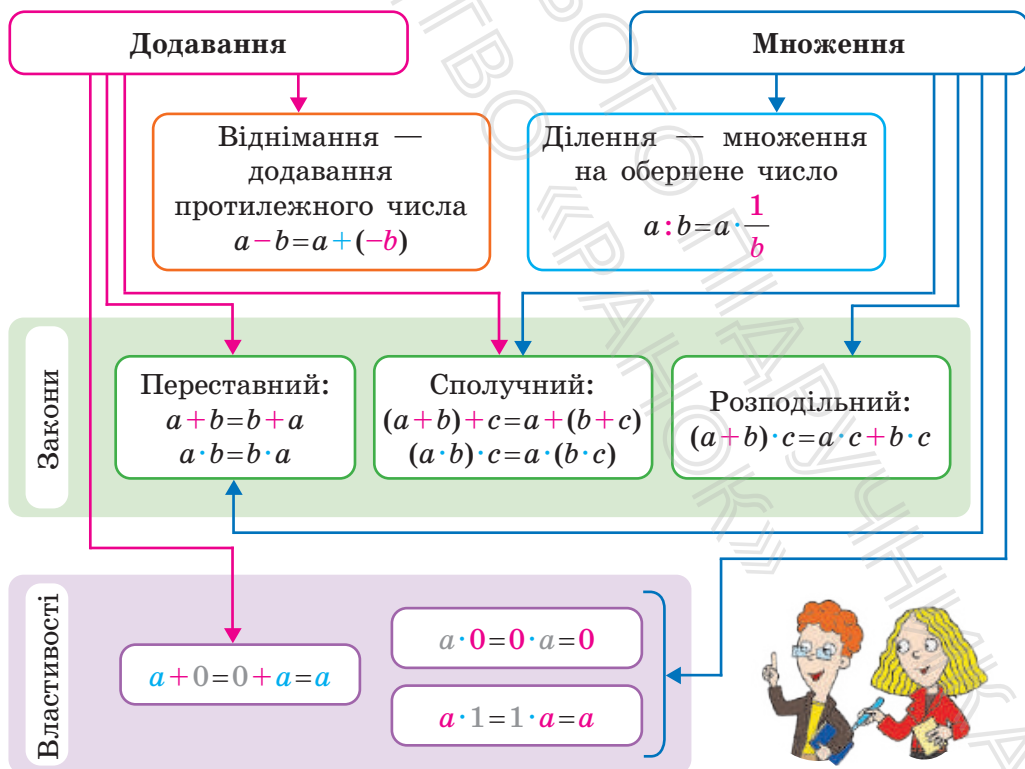 Додавання
Множення
Віднімання —
додавання
протилежного числа
a−b=a+(−b)
Ділення — множення
на обернене число
a:b=a·1/b
Закони
Переставний:
a+b=b+a
a·b=b·a
Сполучний:
(a+b)+c=a+(b+c)
(a·b)·c=a·(b·c)
Розподільний:
(a+b)·c=a·c+b·c
Властивості
a+0=0+a=a
a·0=0·a=0
a·1=1·a=a